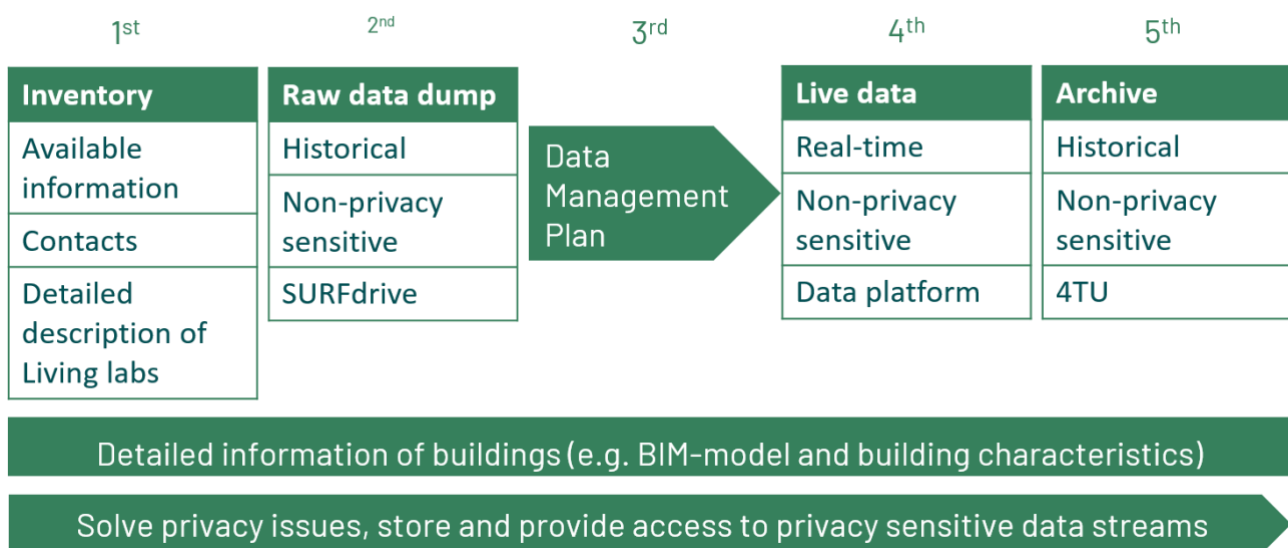 1st
2nd
3rd
4th
5th
Inventory
Available
information
Contacts
Detailed
description of
Living labs
Raw data dump
Historical
Non-privacy
sensitive
SURFdrive
Data
Management
Plan
Live data
Real-time
Non-privacy
sensitive
Data platform
Archive
Historical
Non-privacy
sensitive
4TU
Detailed information of buildings (e.g. BIM-model and building characteristics)
Solve privacy issues, store and provide access to privacy sensitive data streams